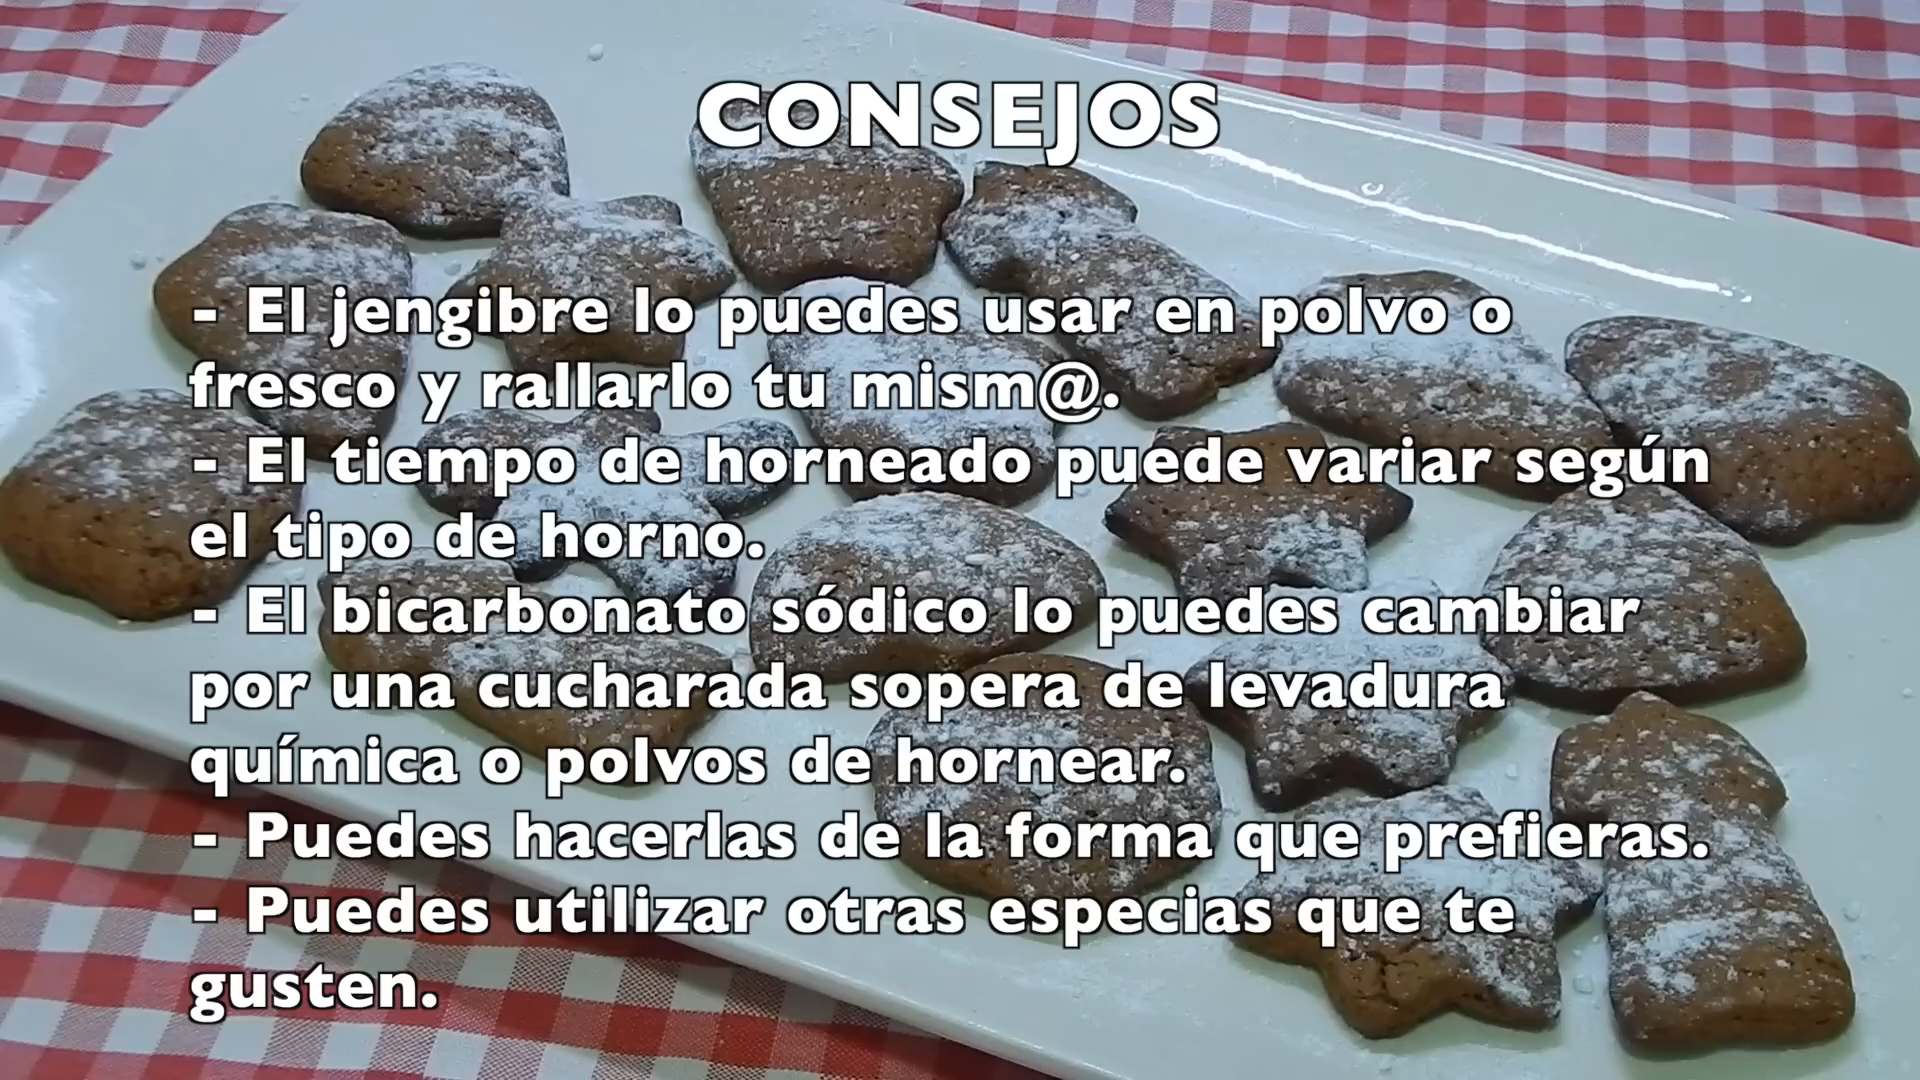 CONSEJOS
- El jengibre lo puedes usar en polvo o
fresco y rallarlo tu mism@.
- El tiempo de horneado puede variar según
el tipo de horno.
- El bicarbonato sódico lo puedes cambiar
por una cucharada sopera de levadura
química o polvos de hornear.
- Puedes hacerlas de la forma que prefieras.
- Puedes utilizar otras especias que te
gusten.